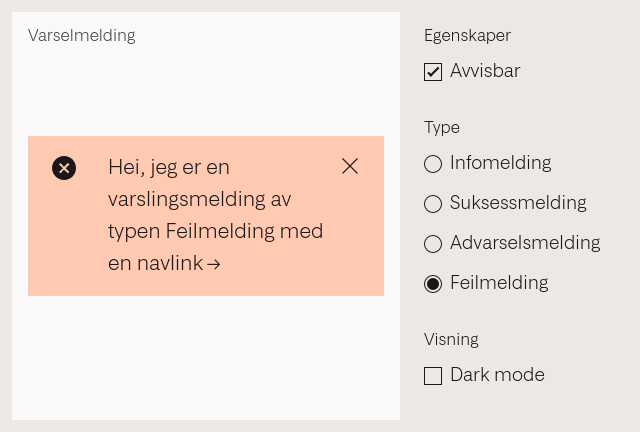 Varselmelding
Hei, jeg er en
varslingsmelding av
typen Feilmelding med
en navlink →
Egenskaper
Avvisbar
Type
Infomelding
Suksessmelding
Advarselsmelding
Feilmelding
Visning
Dark mode